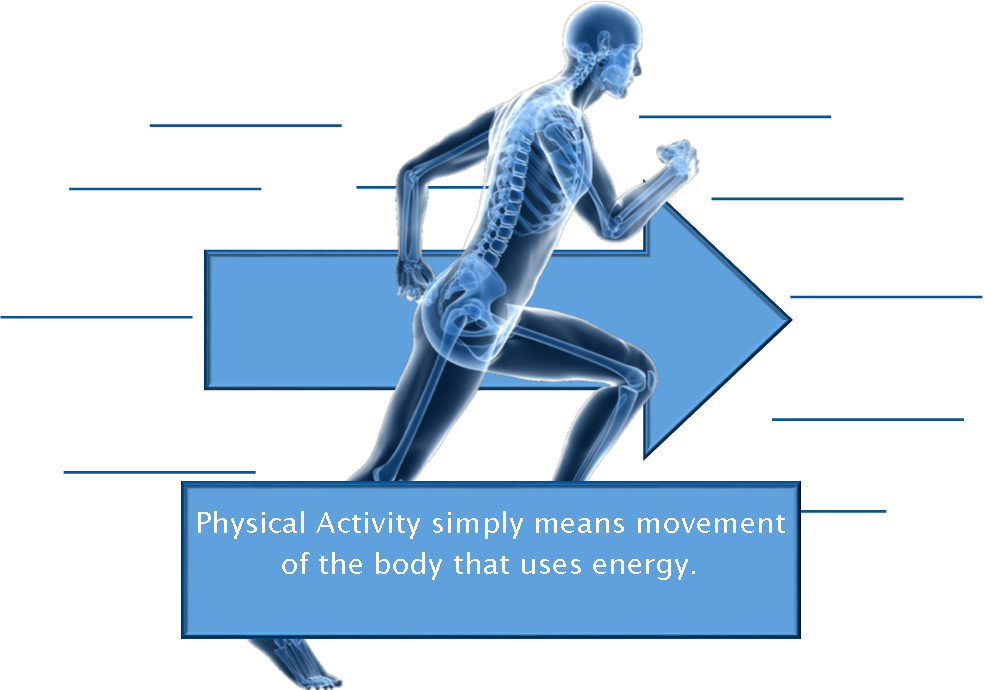 Physical Activity simply means movement
of the body that uses energy.